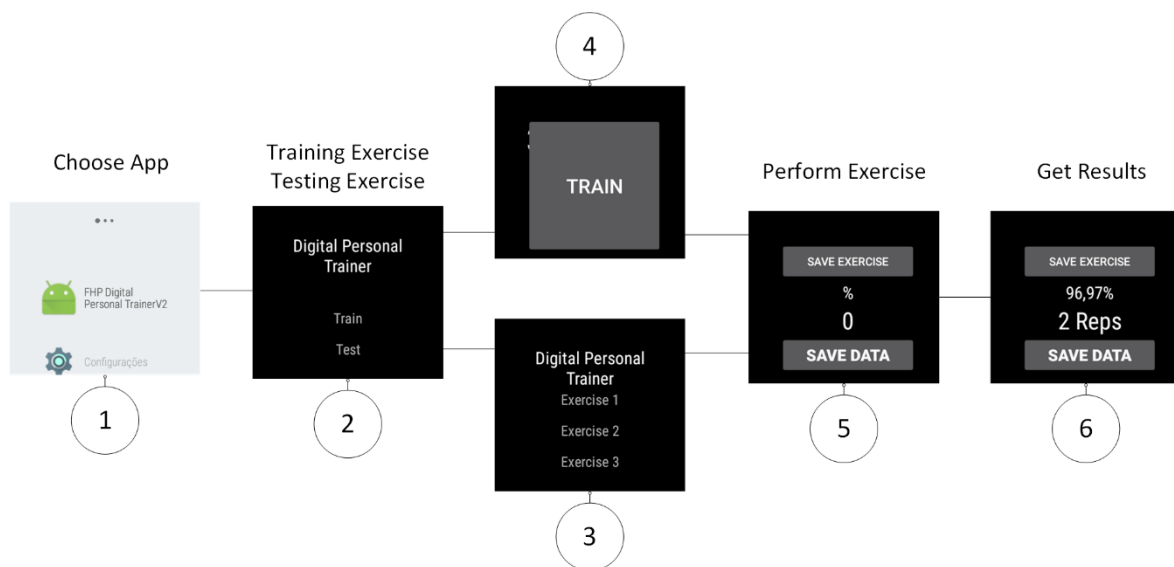 4
Choose App
Training Exercise
Testing Exercise
Perform Exercise
Get Results
TRAIN
FHP Digital
Personal TrainerV2
Configurações
1
Digital Personal
Trainer
Train
Test
2
Digital Personal
Trainer
Exercise 1
Exercise 2
Exercise 3
3
SAVE EXERCISE
%
0
SAVE DATA
5
SAVE EXERCISE
96,97%
2 Reps
SAVE DATA
6